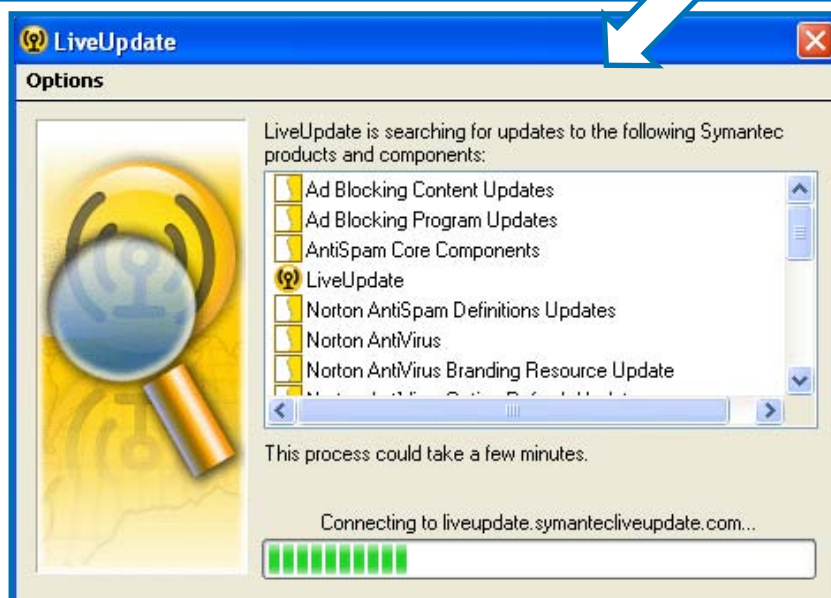 LiveUpdate
Options
LiveUpdate is searching for updates to the following Symantec
products and components:
Ad Blocking Content Updates
Ad Blocking Program Updates
AntiSpam Core Components
LiveUpdate
Norton AntiSpam Definitions Updates
Norton AntiVirus
Norton AntiVirus Branding Resource Update
This process could take a few minutes.
Connecting to liveupdate.symantecliveupdate.com...